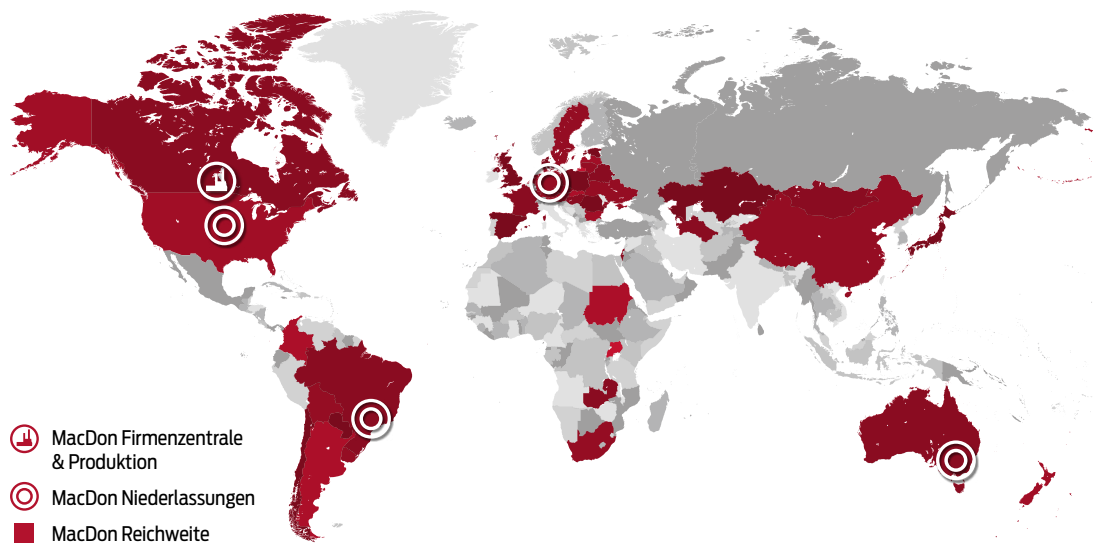 MacDon Firmenzentrale
& Produktion
MacDon Niederlassungen
MacDon Reichweite